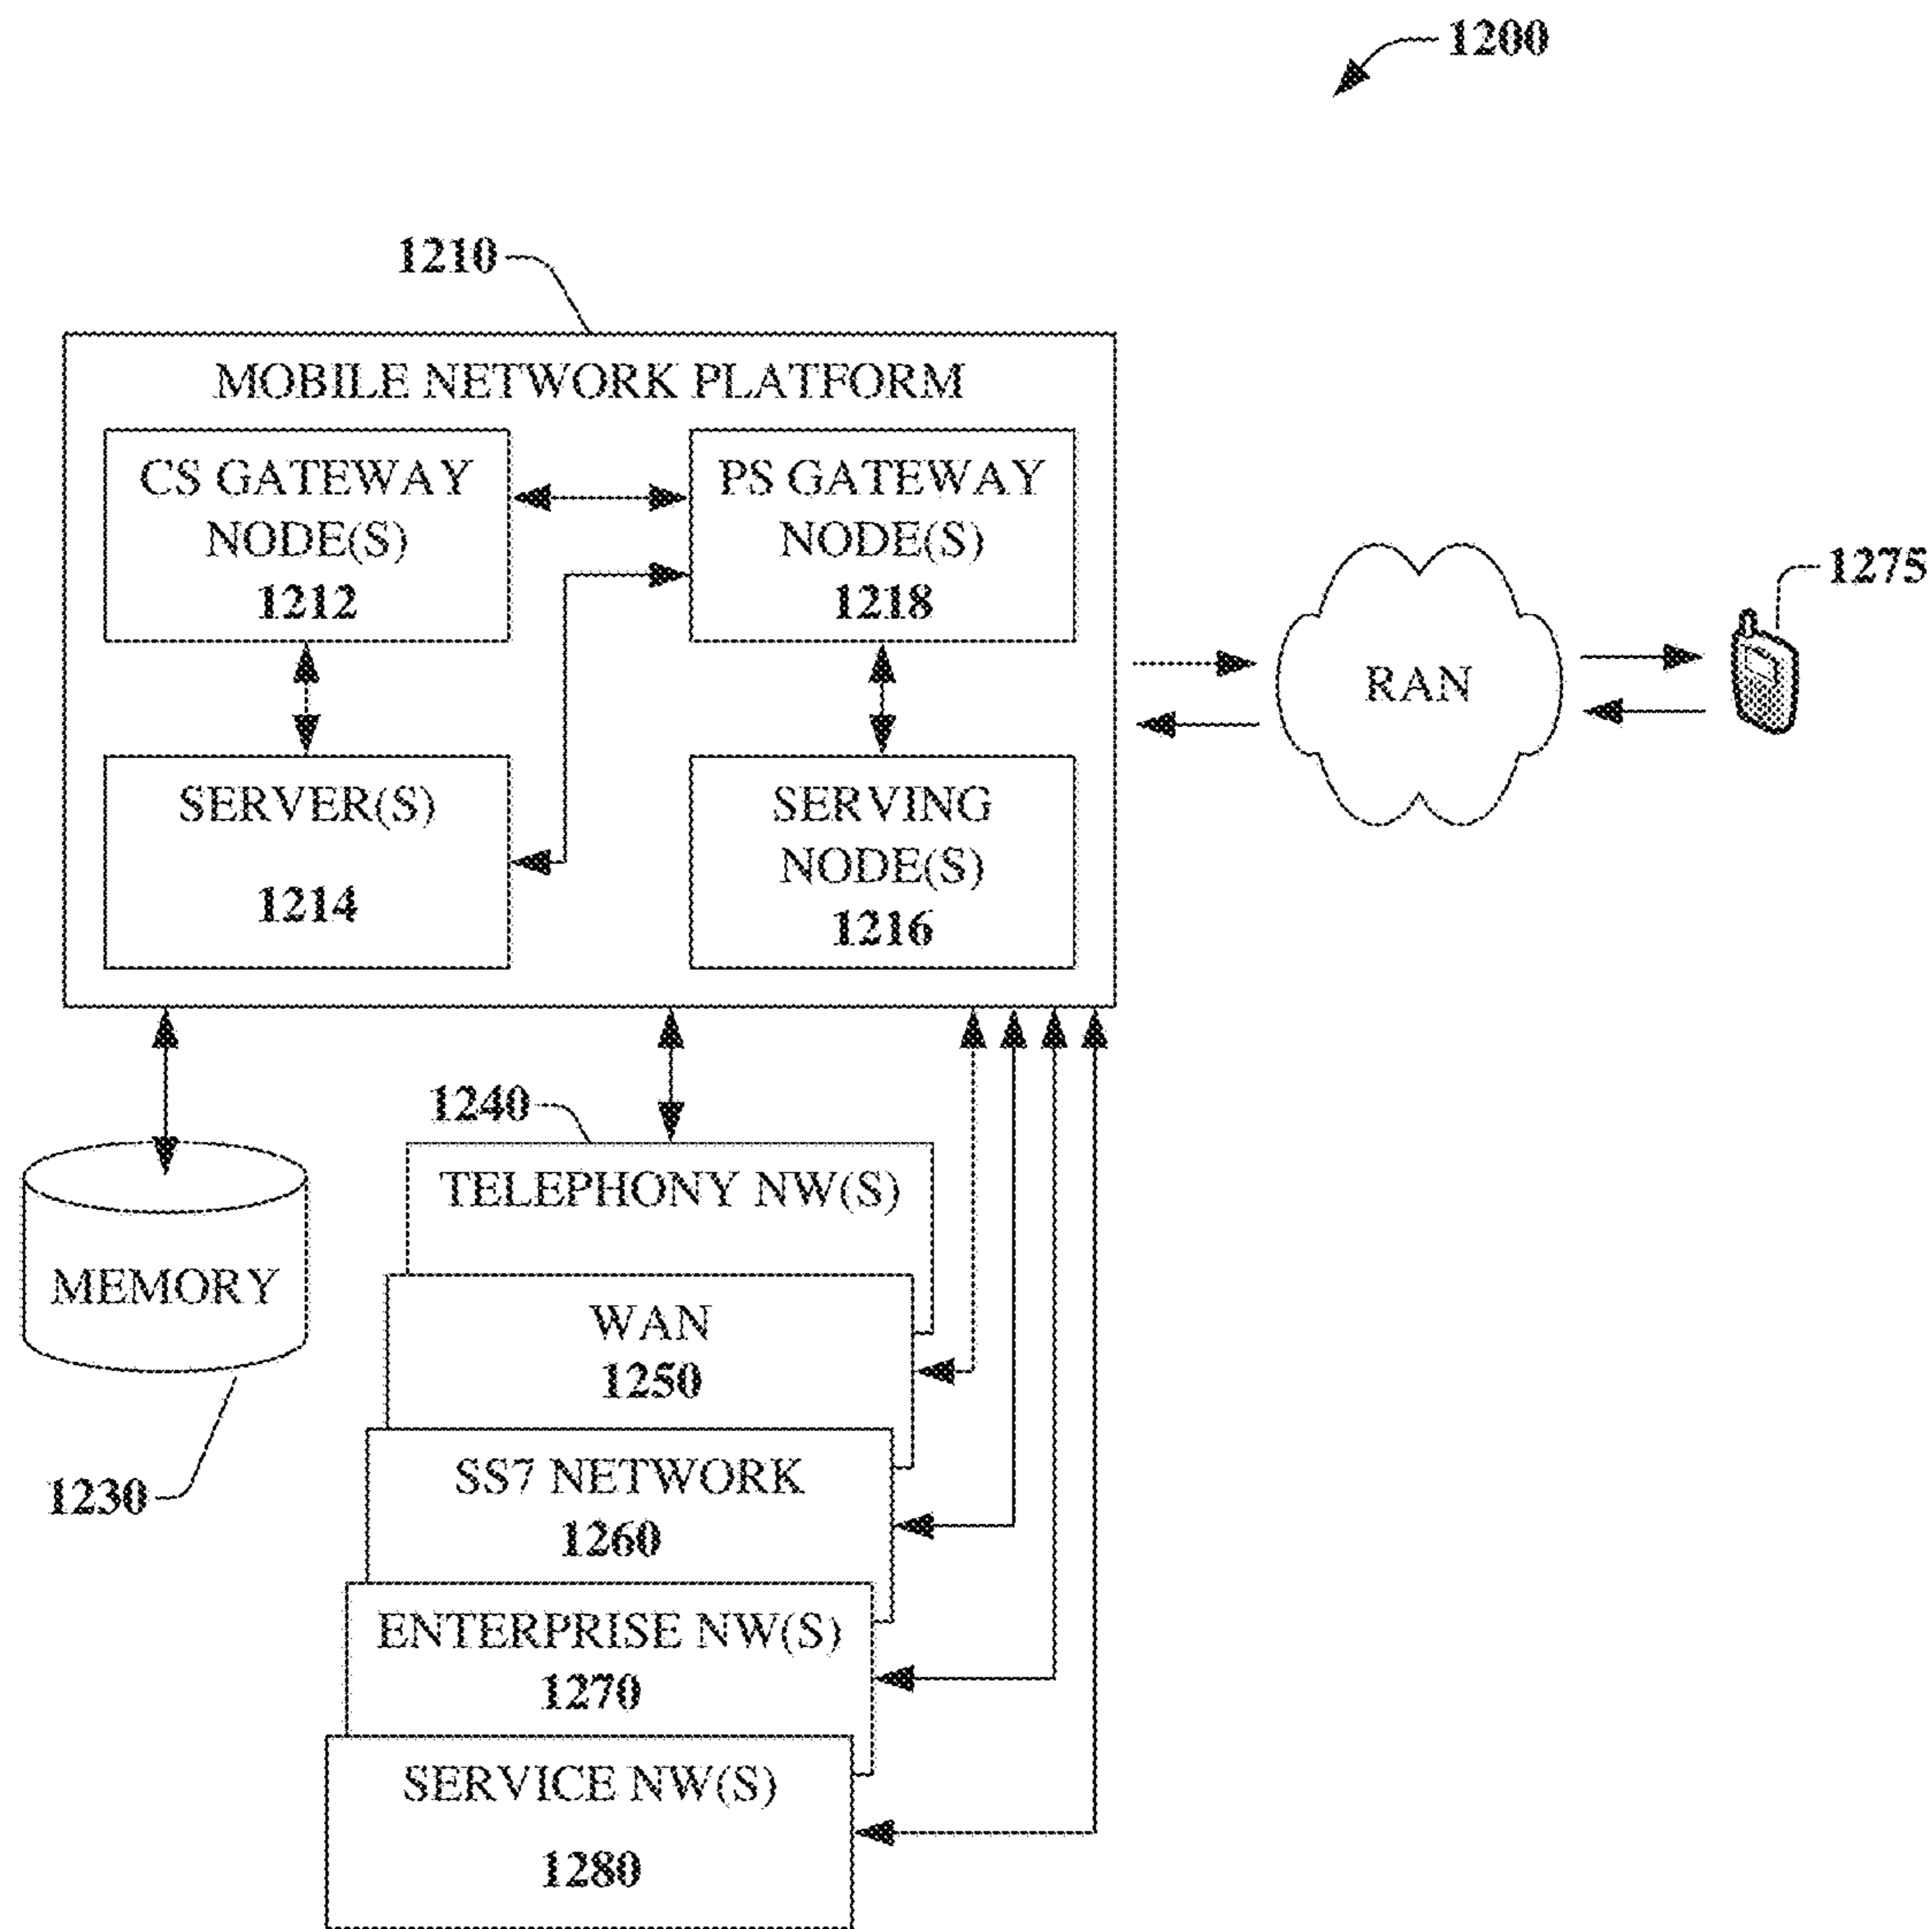 1200
1210
MOBILE NETWORK PLATFORM
CS GATEWAY
NODE(S)
1212
PS GATEWAY
NODE(S)
1218
SERVER(S)
1214
SERVING
NODE(S)
1216
RAN
1275
1240
TELEPHONY NW(S)
MEMORY
1230
WAN
1250
SS7 NETWORK
1260
ENTERPRISE NW(S)
1270
SERVICE NW(S)
1280